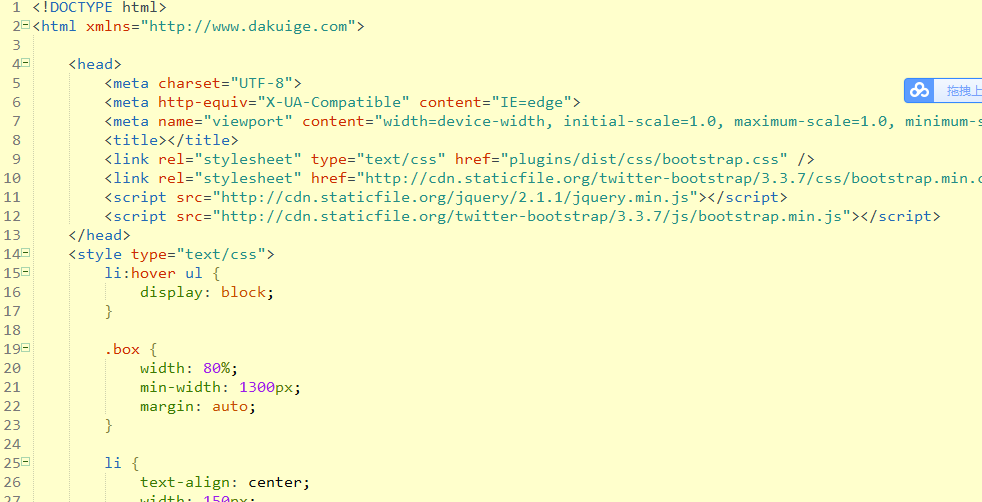 1 <!DOCTYPE html>
2 <html xmlns="http://www.dakuige.com">
3
4 <head>
5 <meta charset="UTF-8">
6 <meta http-equiv="X-UA-Compatible" content="IE=edge">
7 <meta name="viewport" content="width=device-width, initial-scale=1.0, maximum-scale=1.0, minimum-s
拖拽上
8 <title></title>
9 <link rel="stylesheet" type="text/css" href="plugins/dist/css/bootstrap.css" />
10 <link rel="stylesheet" href="http://cdn.staticfile.org/twitter-bootstrap/3.3.7/css/bootstrap.min.c
11 <script src="http://cdn.staticfile.org/jquery/2.1.1/jquery.min.js"></script>
12 <script src="http://cdn.staticfile.org/twitter-bootstrap/3.3.7/js/bootstrap.min.js"></script>
13 </head>
14 <style type="text/css">
15 li:hover ul {
16 display: block;
17 }
18
19 .box {
20 width: 80%;
21 min-width: 1300px;
22 margin: auto;
23 }
24
25 li {
26 text-align: center;
27 width: 150px;